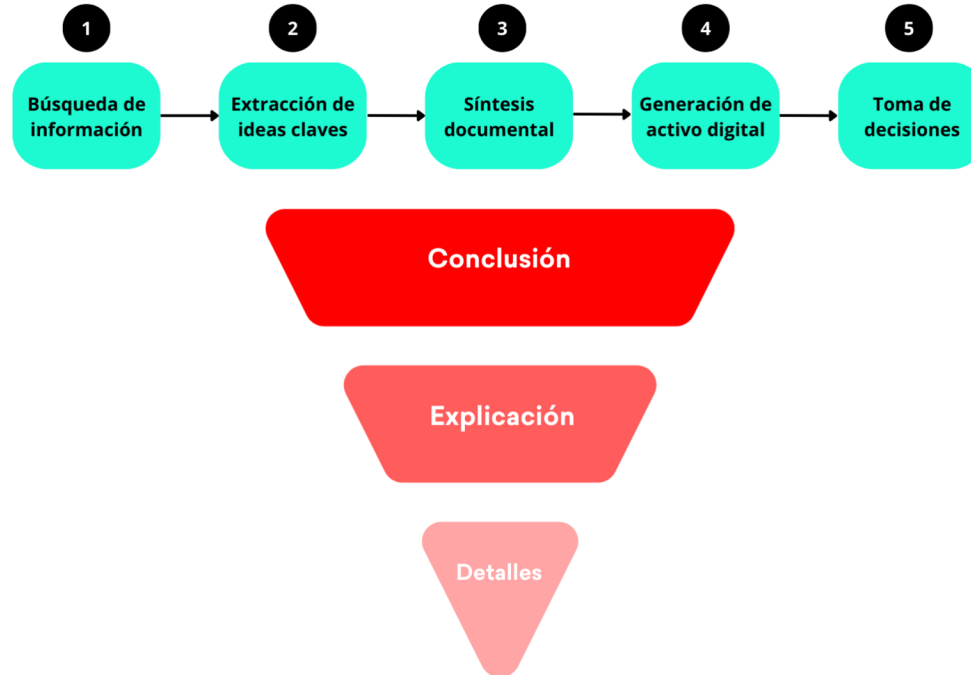 1
2
3
4
5
Búsqueda de
información
Extracción de
ideas claves
Síntesis
documental
Generación de
activo digital
Toma de
decisiones
Conclusión
Explicación
Detalles